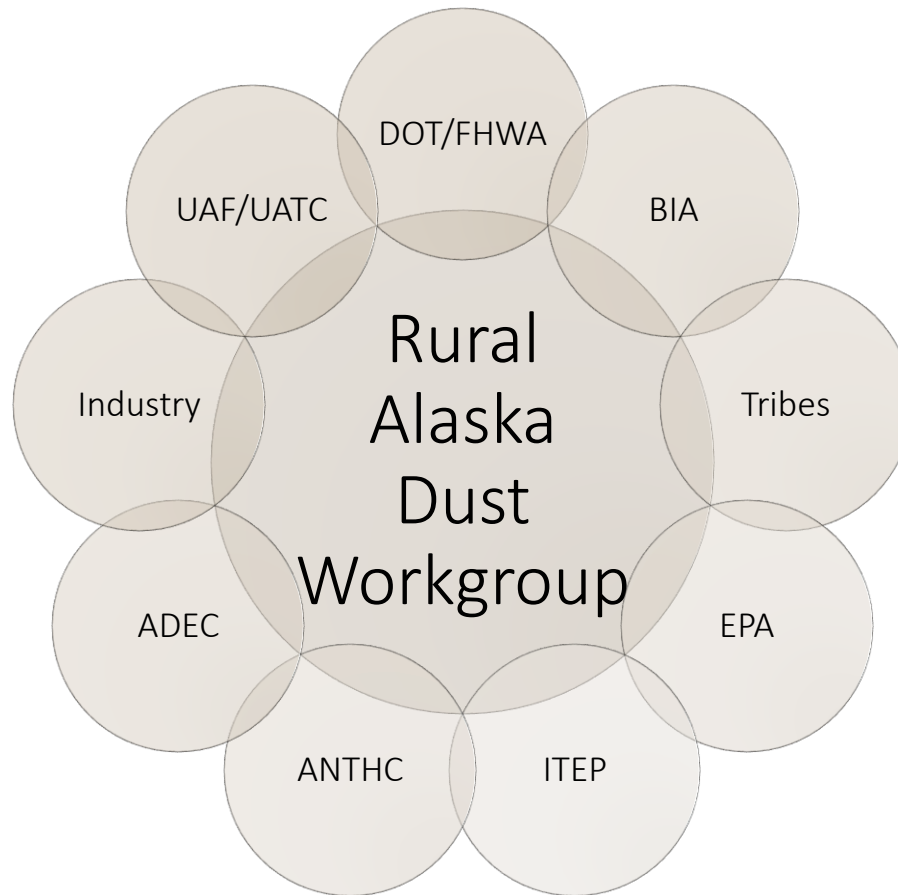 DOT/FHWA
UAF/UATC
BIA
Rural
Alaska
Dust
Workgroup
Industry
Tribes
ADEC
EPA
ANTHC
ITEP